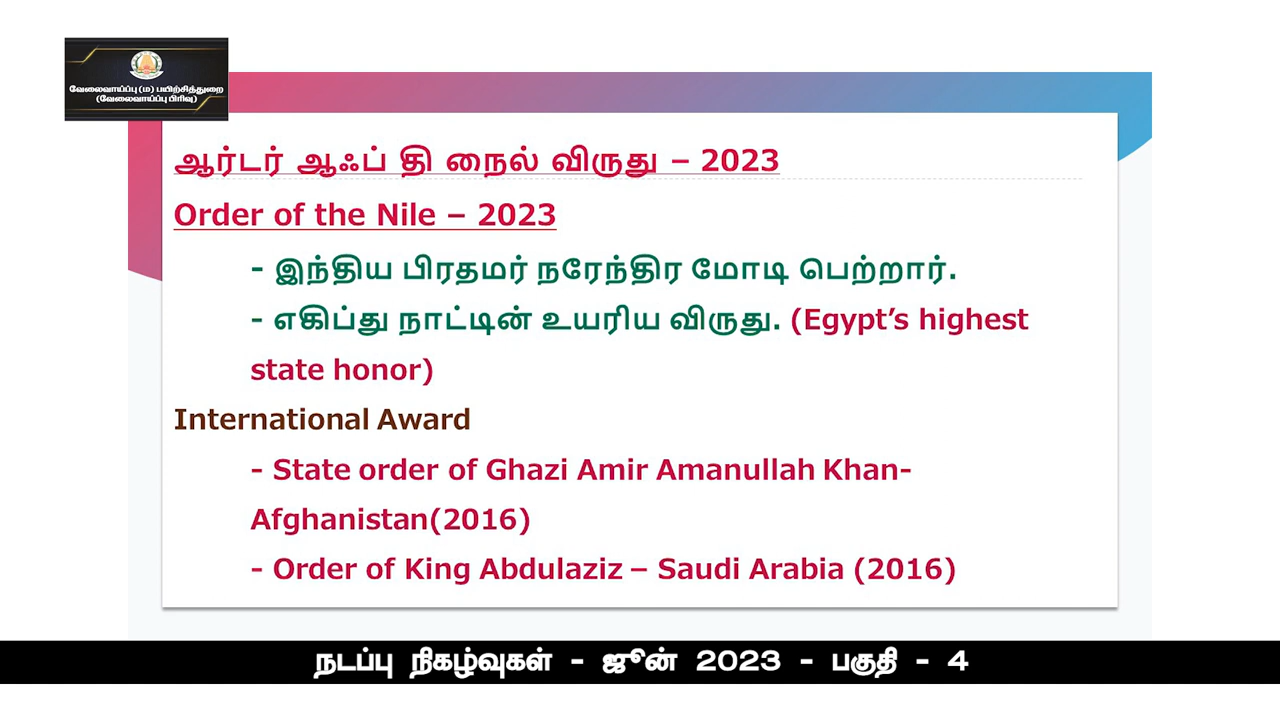 வேலைவாய்ப்பு (ம) பயிற்சித்துறை
(வேலைவாய்ப்பு பிரிவு)
ஆர்டர் ஆஃப் தி நைல் விருது – 2023
Order of the Nile – 2023
- இந்திய பிரதமர் நரேந்திர மோடி பெற்றார்.
- எகிப்து நாட்டின் உயரிய விருது. (Egypt’s highest
state honor)
International Award
- State order of Ghazi Amir Amanullah Khan-
Afghanistan(2016)
- Order of King Abdulaziz – Saudi Arabia (2016)
நடப்பு நிகழ்வுகள் - ஜூன் 2023 - பகுதி - 4